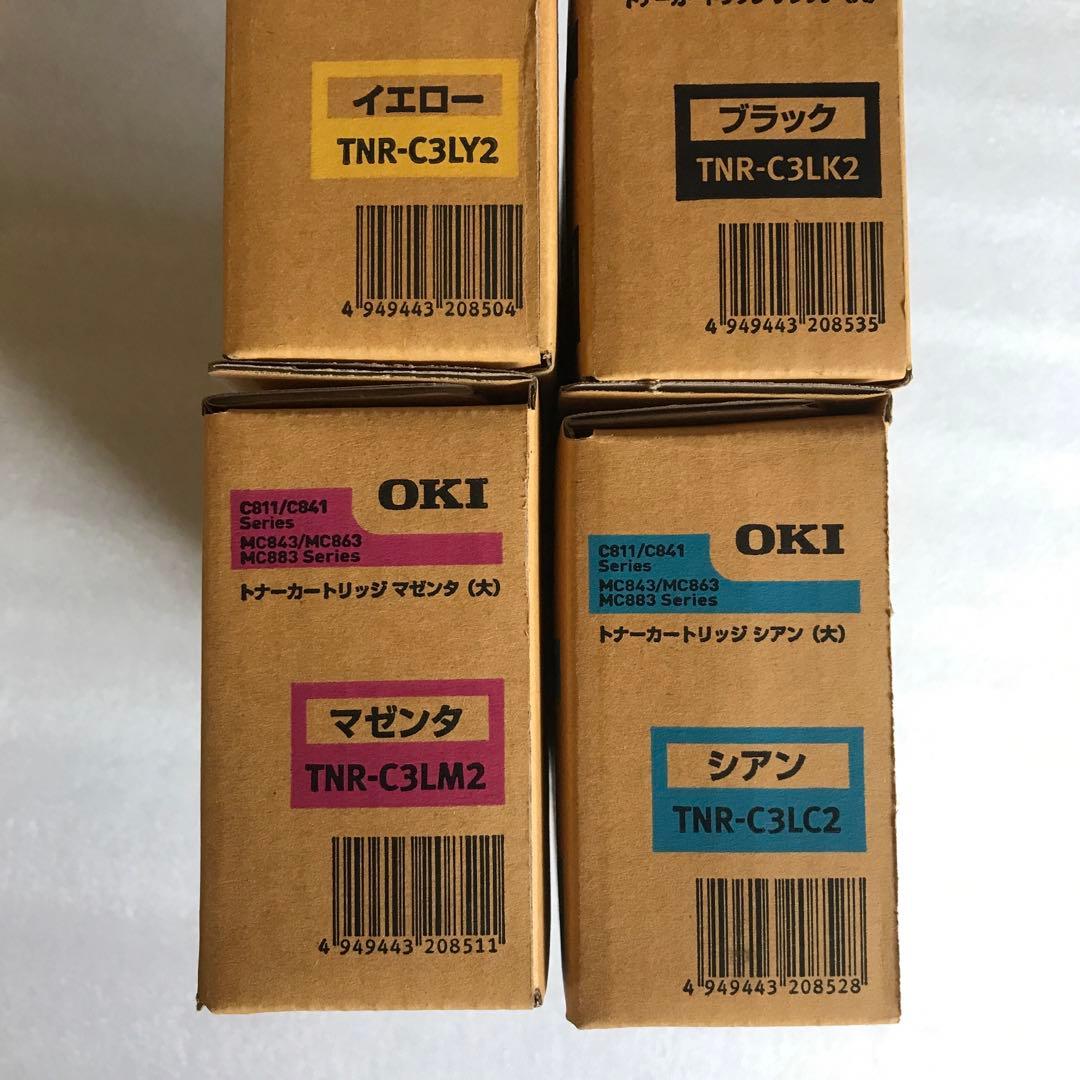 イエロー
TNR-C3LY2
4 949443 208504
ブラック
TNR-C3LK2
4 949443 208535
OKI
C811/C841
Series
MC843/MC863
MC883 Series
トナーカートリッジ マゼンタ（大）
マゼンタ
TNR-C3LM2
4 949443 208511
OKI
C811/C841
Series
MC843/MC863
MC883 Series
トナーカートリッジ シアン（大）
シアン
TNR-C3LC2
4 949443 208528